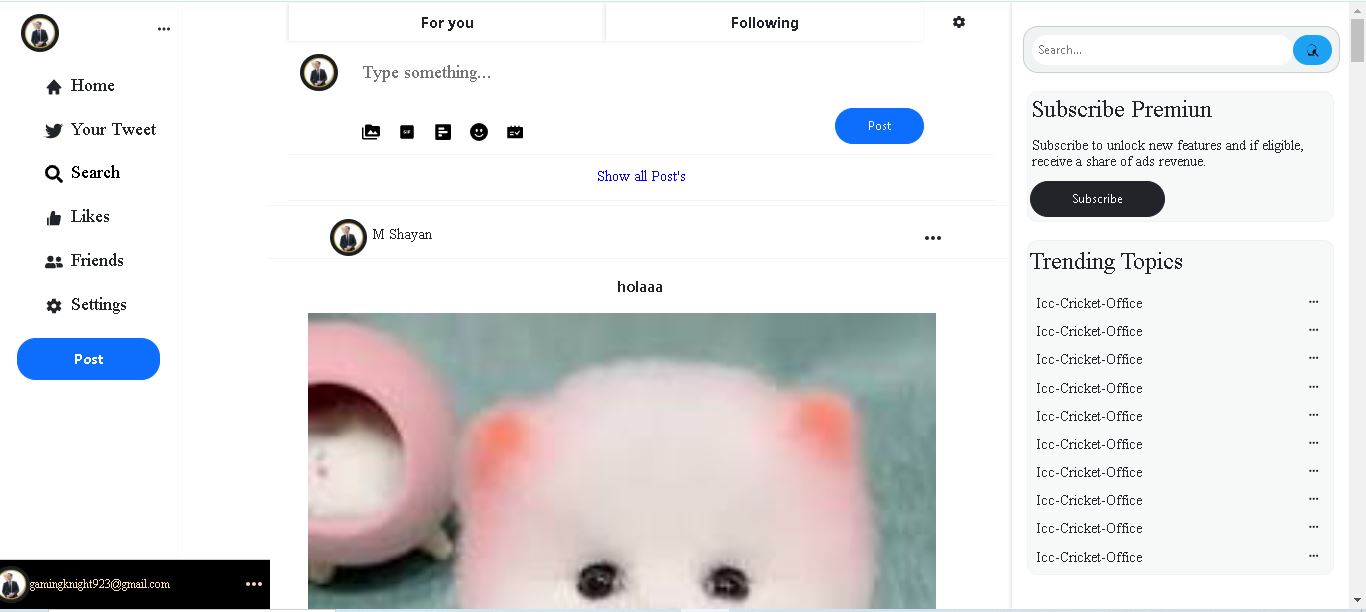 Home
Your Tweet
Search
Likes
Friends
Settings
Post
gamingknight923@gmail.com
For you
Following
Type something...
GIF
Post
Show all Post's
M Shayan
holaaa
Search...
Subscribe Premiun
Subscribe to unlock new features and if eligible,
receive a share of ads revenue.
Subscribe
Trending Topics
Icc-Cricket-Office
Icc-Cricket-Office
Icc-Cricket-Office
Icc-Cricket-Office
Icc-Cricket-Office
Icc-Cricket-Office
Icc-Cricket-Office
Icc-Cricket-Office
Icc-Cricket-Office
Icc-Cricket-Office